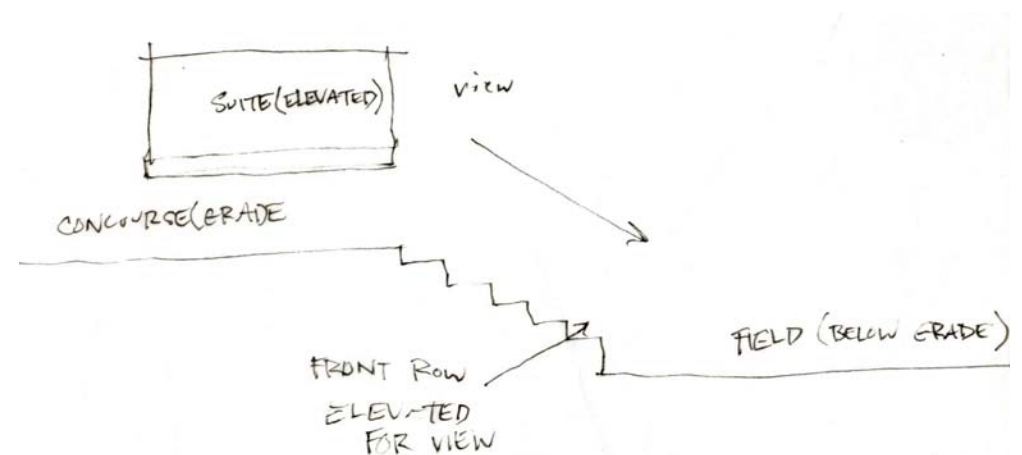 SUITE(ELEVATED)
view
CONCOURSE(GRADE
FIELD (BELOW GRADE)
FRONT ROW
ELEVATED
FOR VIEW